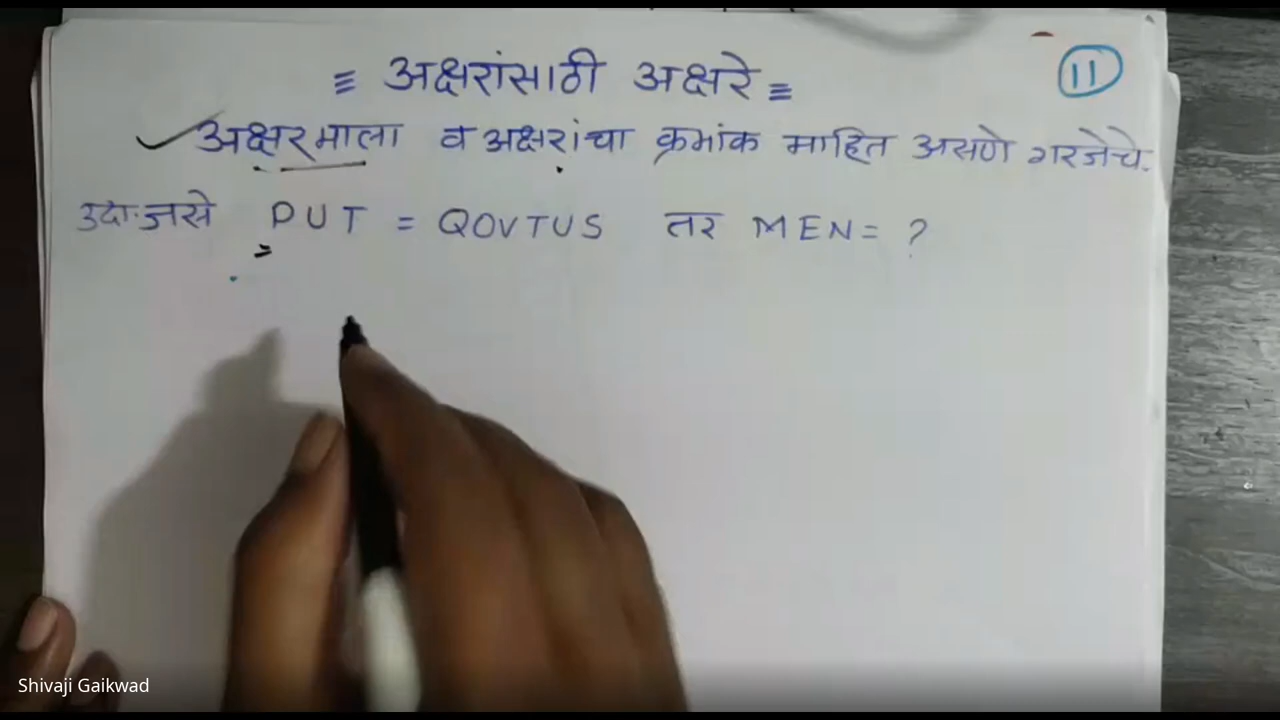 ≡ अक्षरांसाठी अक्षरे ≡
11
अक्षरमाला व अक्षरांचा क्रमांक माहित असणे गरजेचे.
उदा.जसे PUT = QOVTUS तर MEN= ?
Shivaji Gaikwad